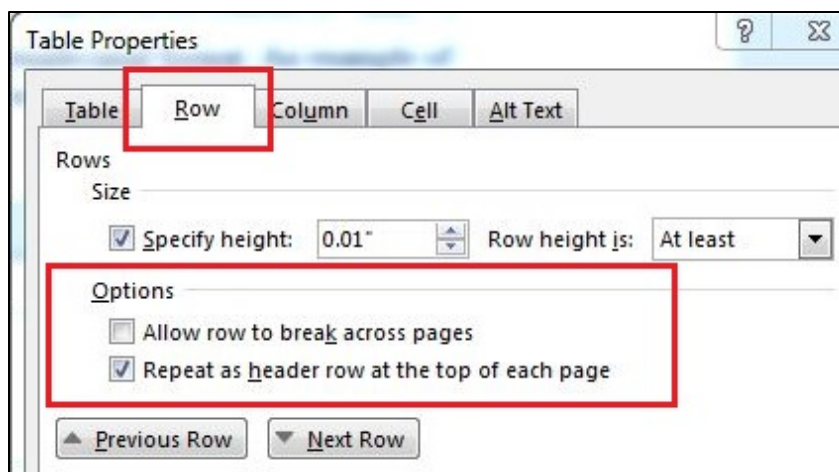 Table Properties
Table Row Column Cell Alt Text
Rows
Size
Specify height: 0.01" Row height is: At least
Options
Allow row to break across pages
Repeat as header row at the top of each page
Previous Row Next Row